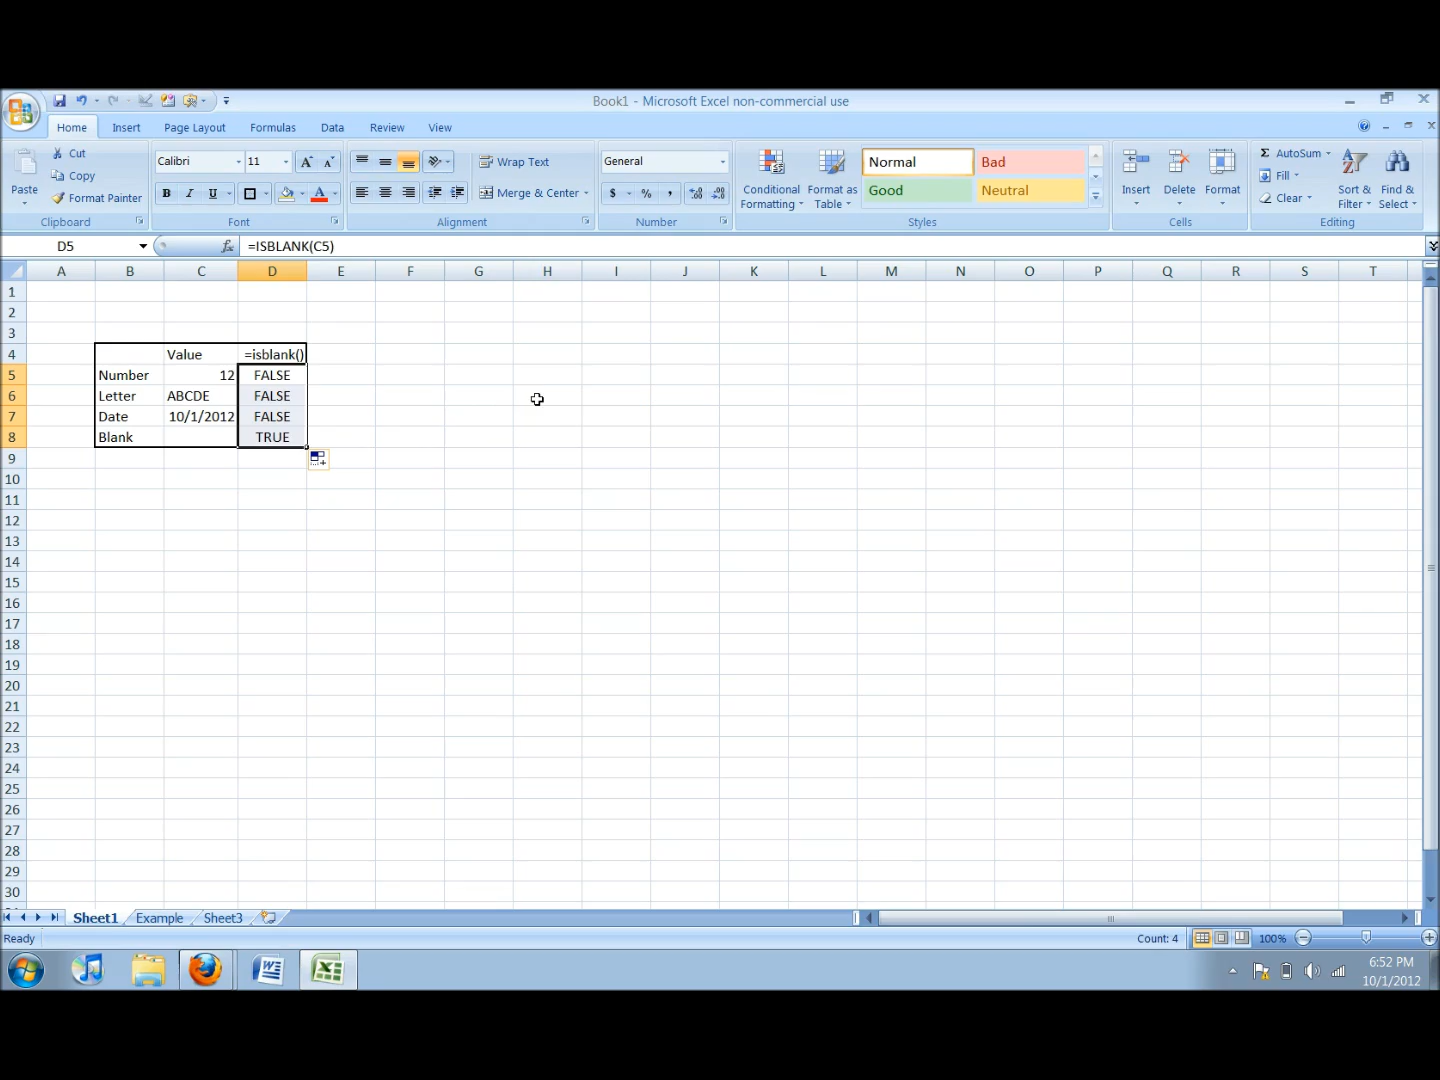 Book1 - Microsoft Excel non-commercial use
Home Insert Page Layout Formulas Data Review View
Paste
Cut
Copy
Format Painter
Clipboard
Calibri 11 A A
B I U A
Font
Wrap Text
Merge & Center
Alignment
General
$ % , .00 .00
Number
Conditional Formatting
Format as Table
Normal Bad
Good Neutral
Styles
Insert Delete Format
Cells
Σ AutoSum
Fill
Clear
Sort & Filter
Find & Select
Editing
D5 fx =ISBLANK(C5)
A B C D E F G H I J K L M N O P Q R S T
1
2
3
4 Value =isblank()
5 Number 12 FALSE
6 Letter ABCDE FALSE
7 Date 10/1/2012 FALSE
8 Blank TRUE
9
10
11
12
13
14
15
16
17
18
19
20
21
22
23
24
25
26
27
28
29
30
Sheet1 Example Sheet3
Ready Count: 4 100%
6:52 PM
10/1/2012